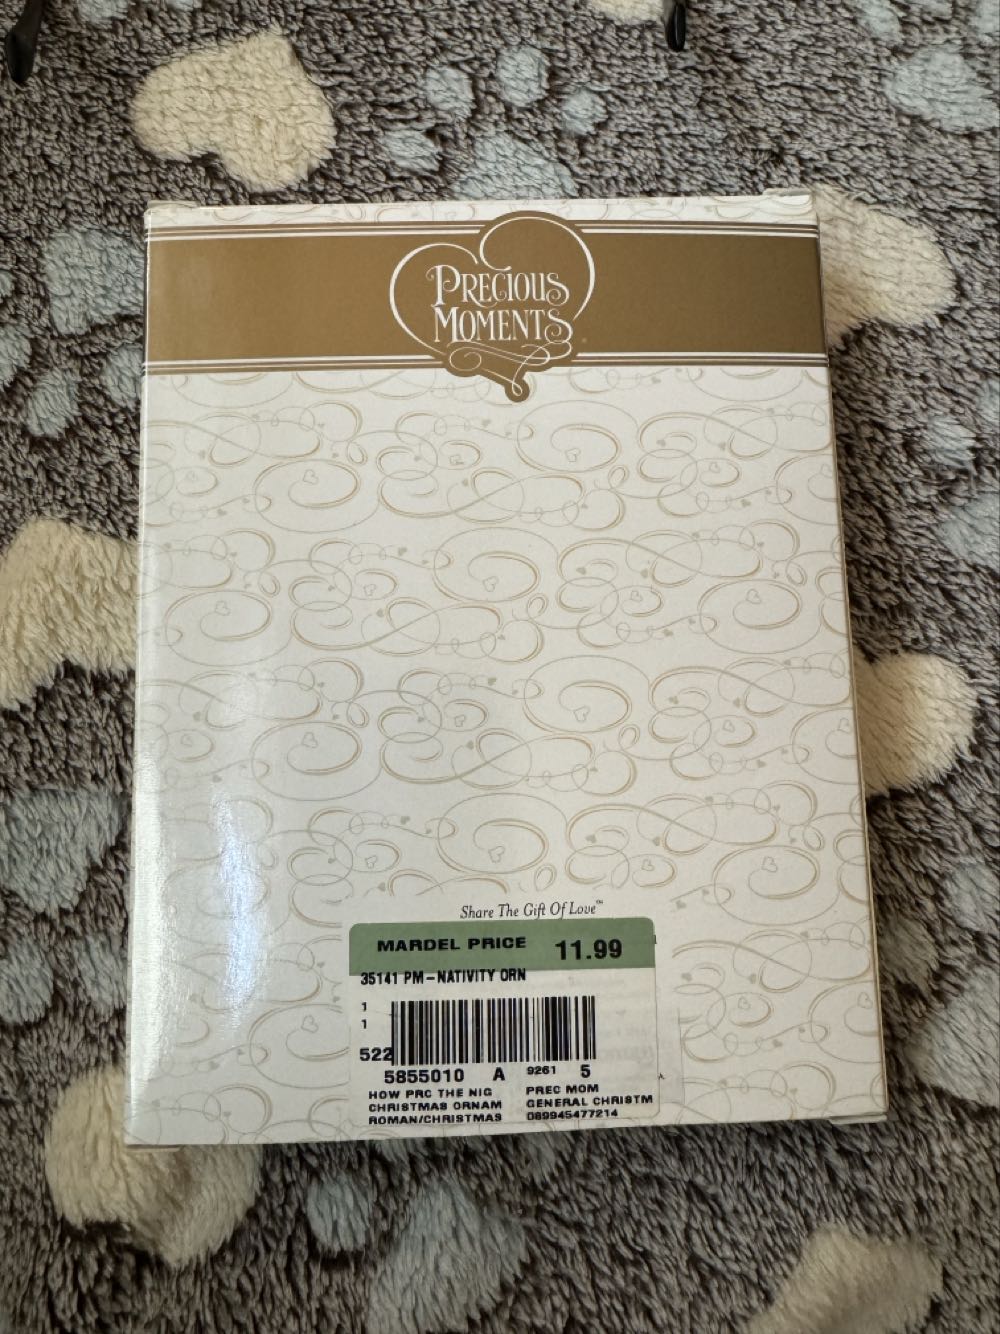 PRECIOUS
MOMENTS
Share The Gift Of Love™
MARDEL PRICE 11.99
35141 PM-NATIVITY ORN
1
1
522
5855010 A 9261 5
HOW PRC THE NIG PREC MOM
CHRISTMAS ORNAM GENERAL CHRISTM
ROMAN/CHRISTMAS 089945477214